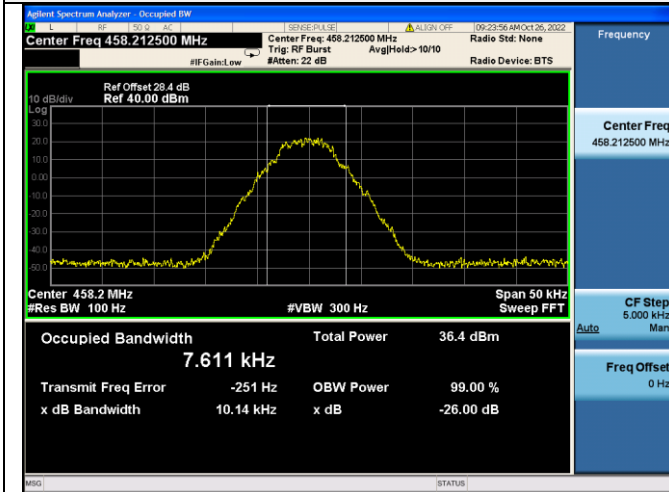 Agilent Spectrum Analyzer - Occupied BW
L RF 50 Ω AC SENSE:PULSE ALIGN OFF 09:23:56 AM Oct 26, 2022
Center Freq 458.212500 MHz
Center Freq: 458.212500 MHz
Radio Std: None
Trig: RF Burst Avg|Hold:> 10/10
#IFGain:Low #Atten: 22 dB Radio Device: BTS
Ref Offset 28.4 dB
10 dB/div Ref 40.00 dBm
Log
30.0
20.0
10.0
0.00
-10.0
-20.0
-30.0
-40.0
-50.0
Center 458.2 MHz Span 50 kHz
#Res BW 100 Hz #VBW 300 Hz Sweep FFT
Occupied Bandwidth Total Power 36.4 dBm
7.611 kHz
Transmit Freq Error -251 Hz OBW Power 99.00 %
x dB Bandwidth 10.14 kHz x dB -26.00 dB
MSG STATUS
Frequency
Center Freq
458.212500 MHz
CF Step
5.000 kHz
Auto Man
Freq Offset
0 Hz